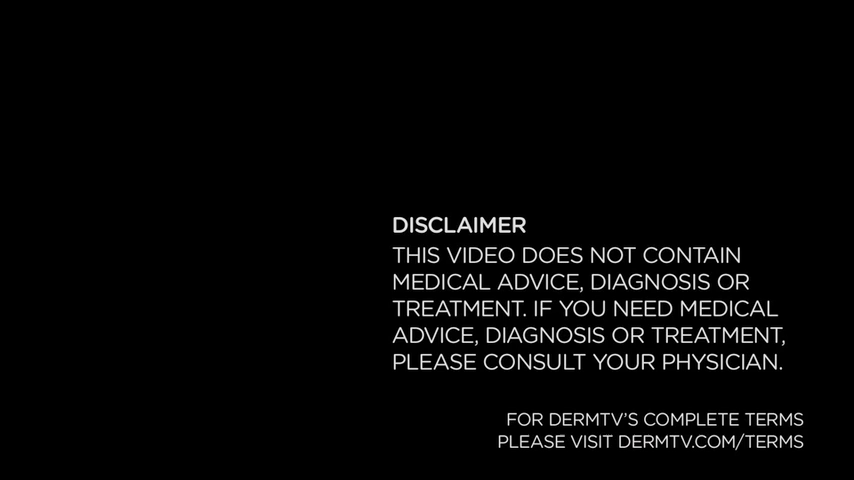 DISCLAIMER
THIS VIDEO DOES NOT CONTAIN
MEDICAL ADVICE, DIAGNOSIS OR
TREATMENT. IF YOU NEED MEDICAL
ADVICE, DIAGNOSIS OR TREATMENT,
PLEASE CONSULT YOUR PHYSICIAN.
FOR DERMTV'S COMPLETE TERMS
PLEASE VISIT DERMTV.COM/TERMS